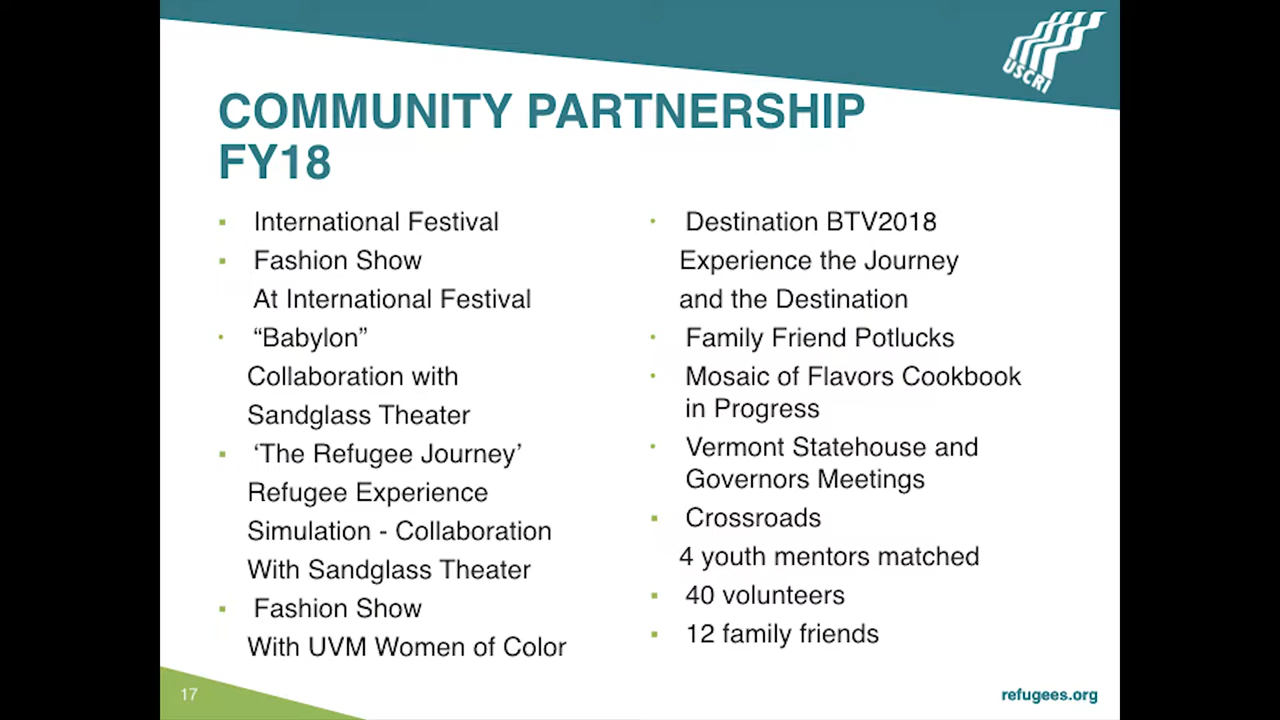 USCRI
COMMUNITY PARTNERSHIP
FY18
▪ International Festival
▪ Fashion Show
At International Festival
• “Babylon”
Collaboration with
Sandglass Theater
▪ ‘The Refugee Journey’
Refugee Experience
Simulation - Collaboration
With Sandglass Theater
▪ Fashion Show
With UVM Women of Color
• Destination BTV2018
Experience the Journey
and the Destination
• Family Friend Potlucks
• Mosaic of Flavors Cookbook
in Progress
• Vermont Statehouse and
Governors Meetings
▪ Crossroads
4 youth mentors matched
▪ 40 volunteers
▪ 12 family friends
17
refugees.org